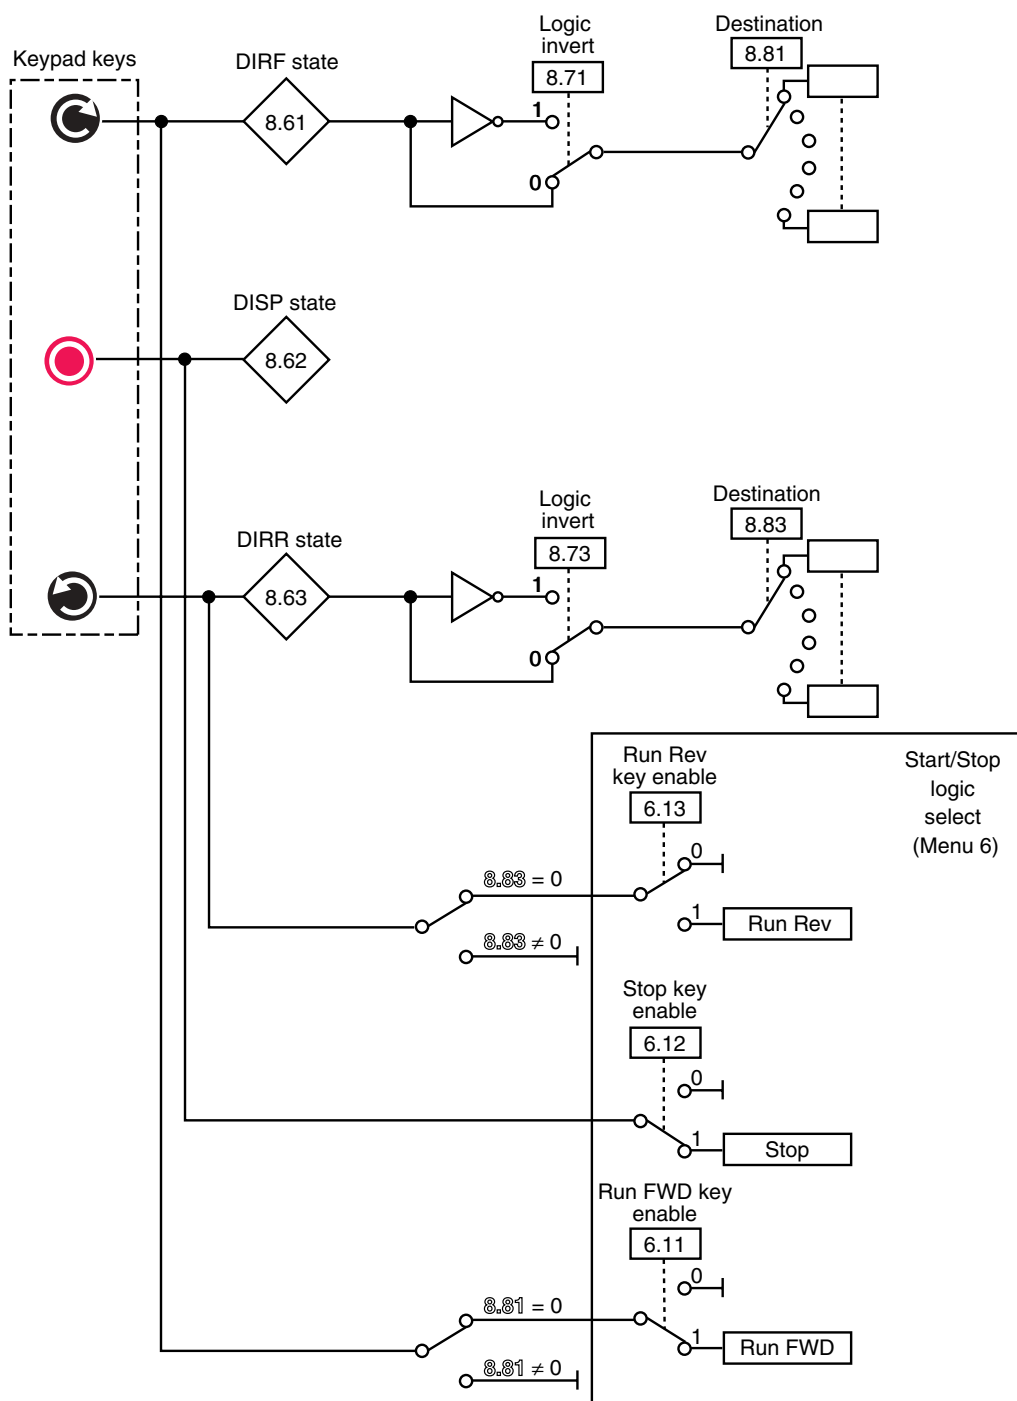 Keypad keys
DIRF state
8.61
Logic
invert
8.71
1
0
Destination
8.81
DISP state
8.62
DIRR state
8.63
Logic
invert
8.73
1
0
Destination
8.83
Start/Stop
logic
select
(Menu 6)
Run Rev
key enable
6.13
0
8.83 = 0
1
Run Rev
8.83 ≠ 0
Stop key
enable
6.12
0
1
Stop
Run FWD key
enable
6.11
0
8.81 = 0
1
Run FWD
8.81 ≠ 0